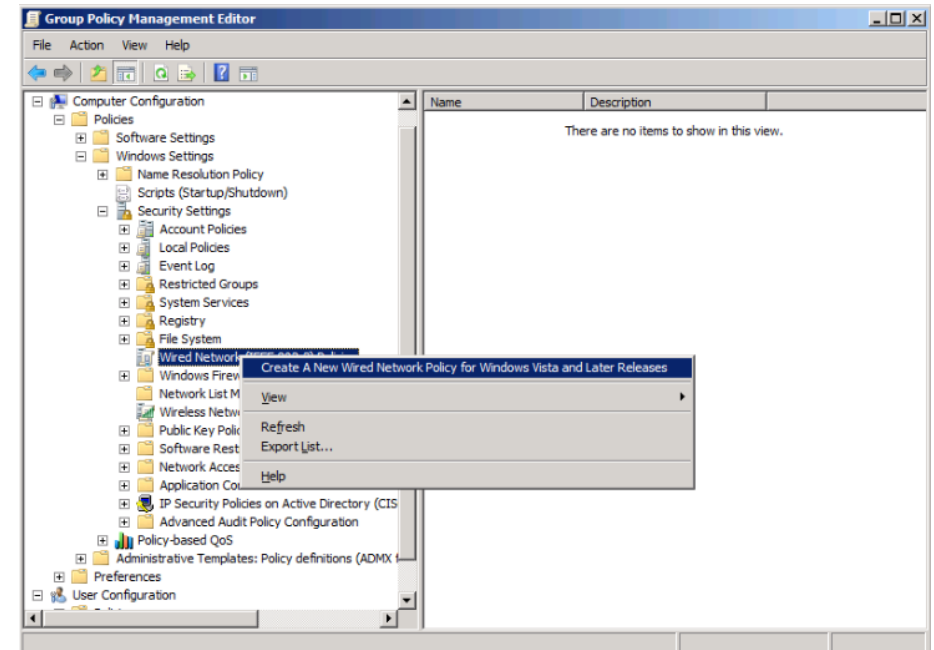 Group Policy Management Editor
File Action View Help
Name Description
There are no items to show in this view.
Computer Configuration
Policies
Software Settings
Windows Settings
Name Resolution Policy
Scripts (Startup/Shutdown)
Security Settings
Account Policies
Local Policies
Event Log
Restricted Groups
System Services
Registry
File System
Wired Network
Windows Firew
Network List M
Wireless Netw
Public Key Polic
Software Rest
Network Acces
Application Co
IP Security Policies on Active Directory (CIS
Advanced Audit Policy Configuration
Policy-based QoS
Administrative Templates: Policy definitions (ADMX f
Preferences
User Configuration
Create A New Wired Network Policy for Windows Vista and Later Releases
View
Refresh
Export List...
Help